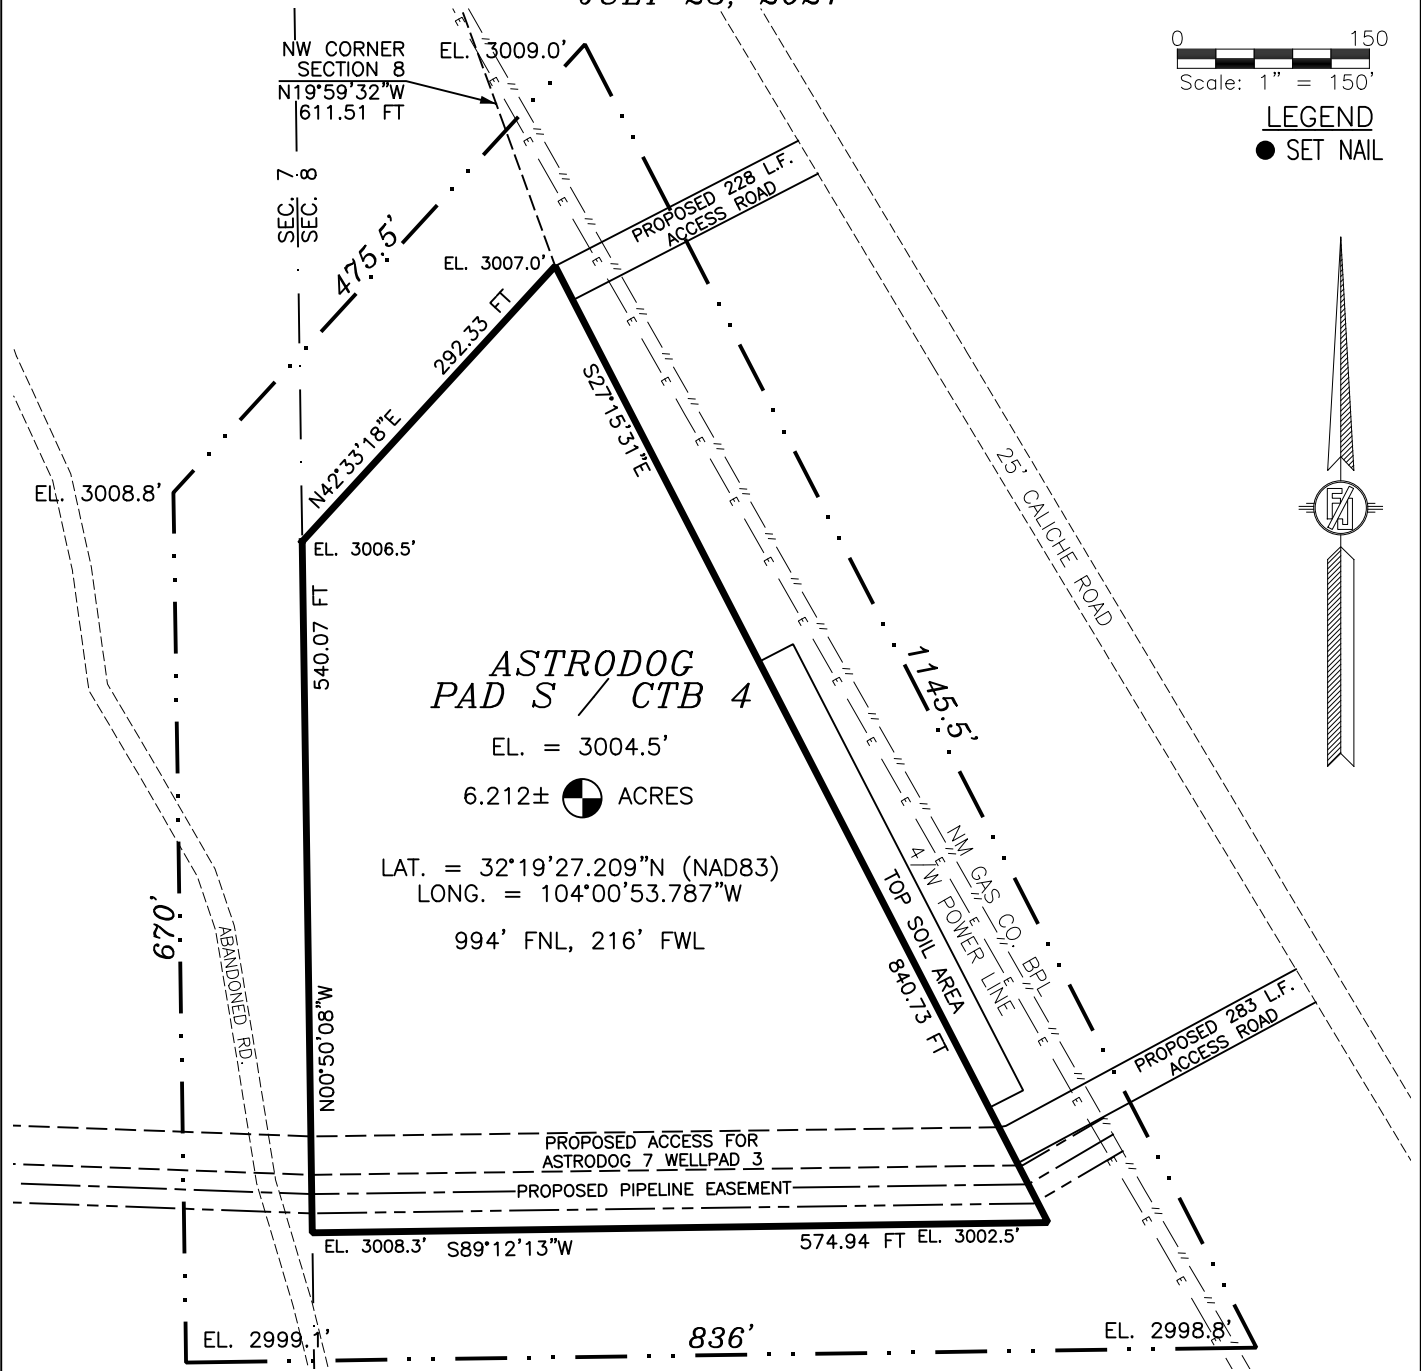 0 150
Scale: 1" = 150'
LEGEND
SET NAIL
NW CORNER
SECTION 8
N19°59'32"W
611.51 FT
EL. 3009.0'
SEC. 7
SEC. 8
475.5'
EL. 3007.0'
PROPOSED 228 L.F.
ACCESS ROAD
292.33 FT
N42°33'18"E
S27°15'31"E
25' CALICHE ROAD
EL. 3008.8'
EL. 3006.5'
540.07 FT
ASTRODOG
PAD S / CTB 4
EL. = 3004.5'
6.212± ACRES
LAT. = 32°19'27.209"N (NAD83)
LONG. = 104°00'53.787"W
994' FNL, 216' FWL
1145.5'
NM GAS CO. BPL
4/W POWER LINE
TOP SOIL AREA
840.73 FT
670'
ABANDONED RD.
N00°50'08"W
PROPOSED 283 L.F.
ACCESS ROAD
PROPOSED ACCESS FOR
ASTRODOG 7 WELLPAD 3
PROPOSED PIPELINE EASEMENT
EL. 3008.3' S89°12'13"W 574.94 FT EL. 3002.5'
EL. 2999.1' 836' EL. 2998.8'